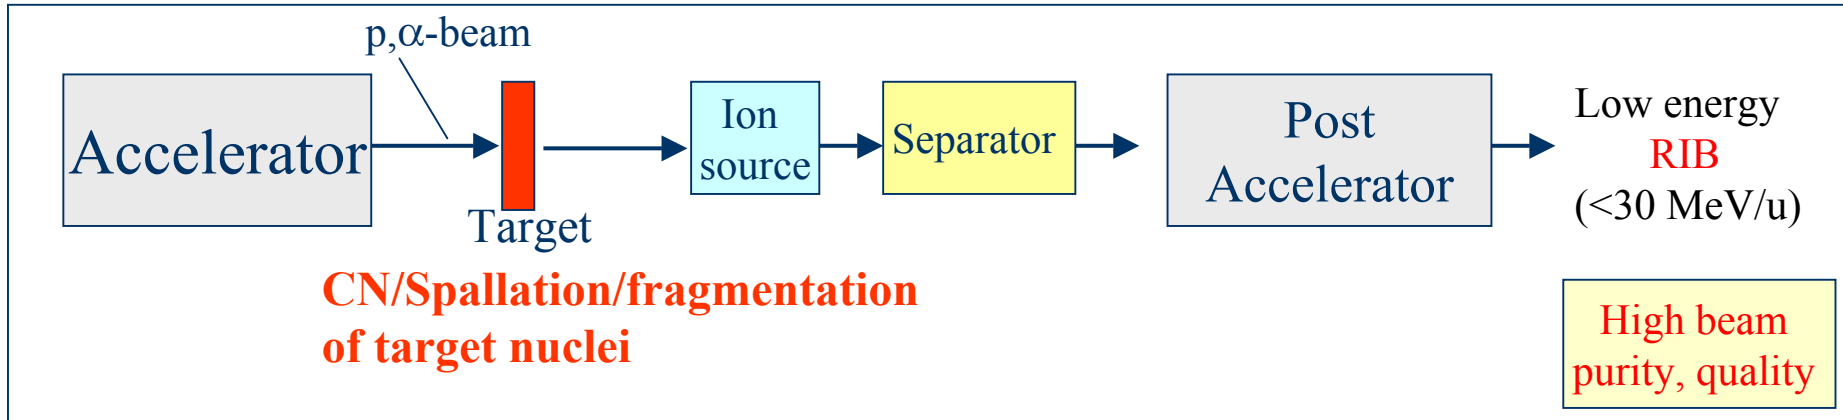 p,α-beam
Accelerator
Target
CN/Spallation/fragmentation
of target nuclei
Ion
source
Separator
Post
Accelerator
Low energy
RIB
(<30 MeV/u)
High beam
purity, quality